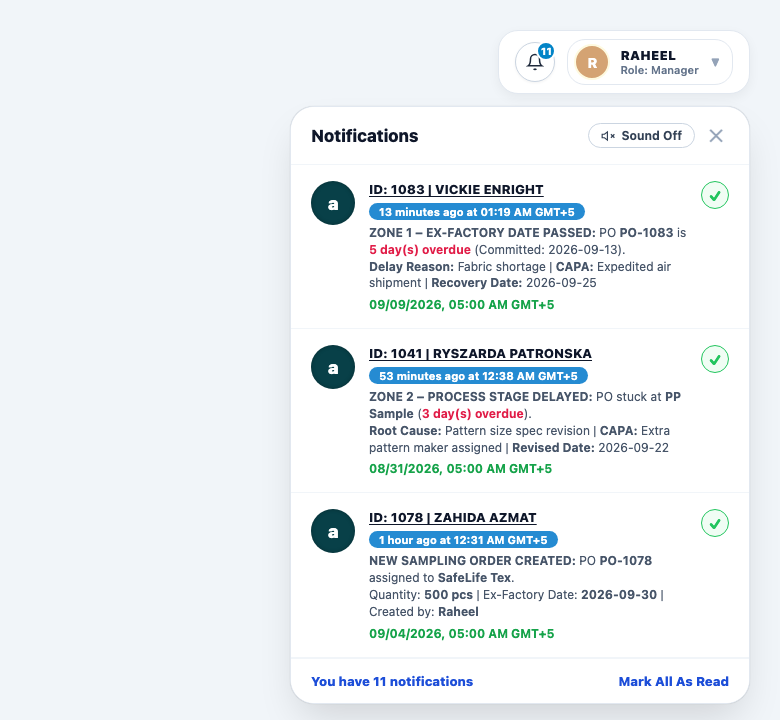 11
R
RAHEEL
Role: Manager
▼
Notifications
Sound Off
a
ID: 1083 | VICKIE ENRIGHT
13 minutes ago at 01:19 AM GMT+5
ZONE 1 – EX-FACTORY DATE PASSED: PO PO-1083 is
5 day(s) overdue (Committed: 2026-09-13).
Delay Reason: Fabric shortage | CAPA: Expedited air
shipment | Recovery Date: 2026-09-25
09/09/2026, 05:00 AM GMT+5
a
ID: 1041 | RYSZARDA PATRONSKA
53 minutes ago at 12:38 AM GMT+5
ZONE 2 – PROCESS STAGE DELAYED: PO stuck at PP
Sample (3 day(s) overdue).
Root Cause: Pattern size spec revision | CAPA: Extra
pattern maker assigned | Revised Date: 2026-09-22
08/31/2026, 05:00 AM GMT+5
a
ID: 1078 | ZAHIDA AZMAT
1 hour ago at 12:31 AM GMT+5
NEW SAMPLING ORDER CREATED: PO PO-1078
assigned to SafeLife Tex.
Quantity: 500 pcs | Ex-Factory Date: 2026-09-30 |
Created by: Raheel
09/04/2026, 05:00 AM GMT+5
You have 11 notifications
Mark All As Read